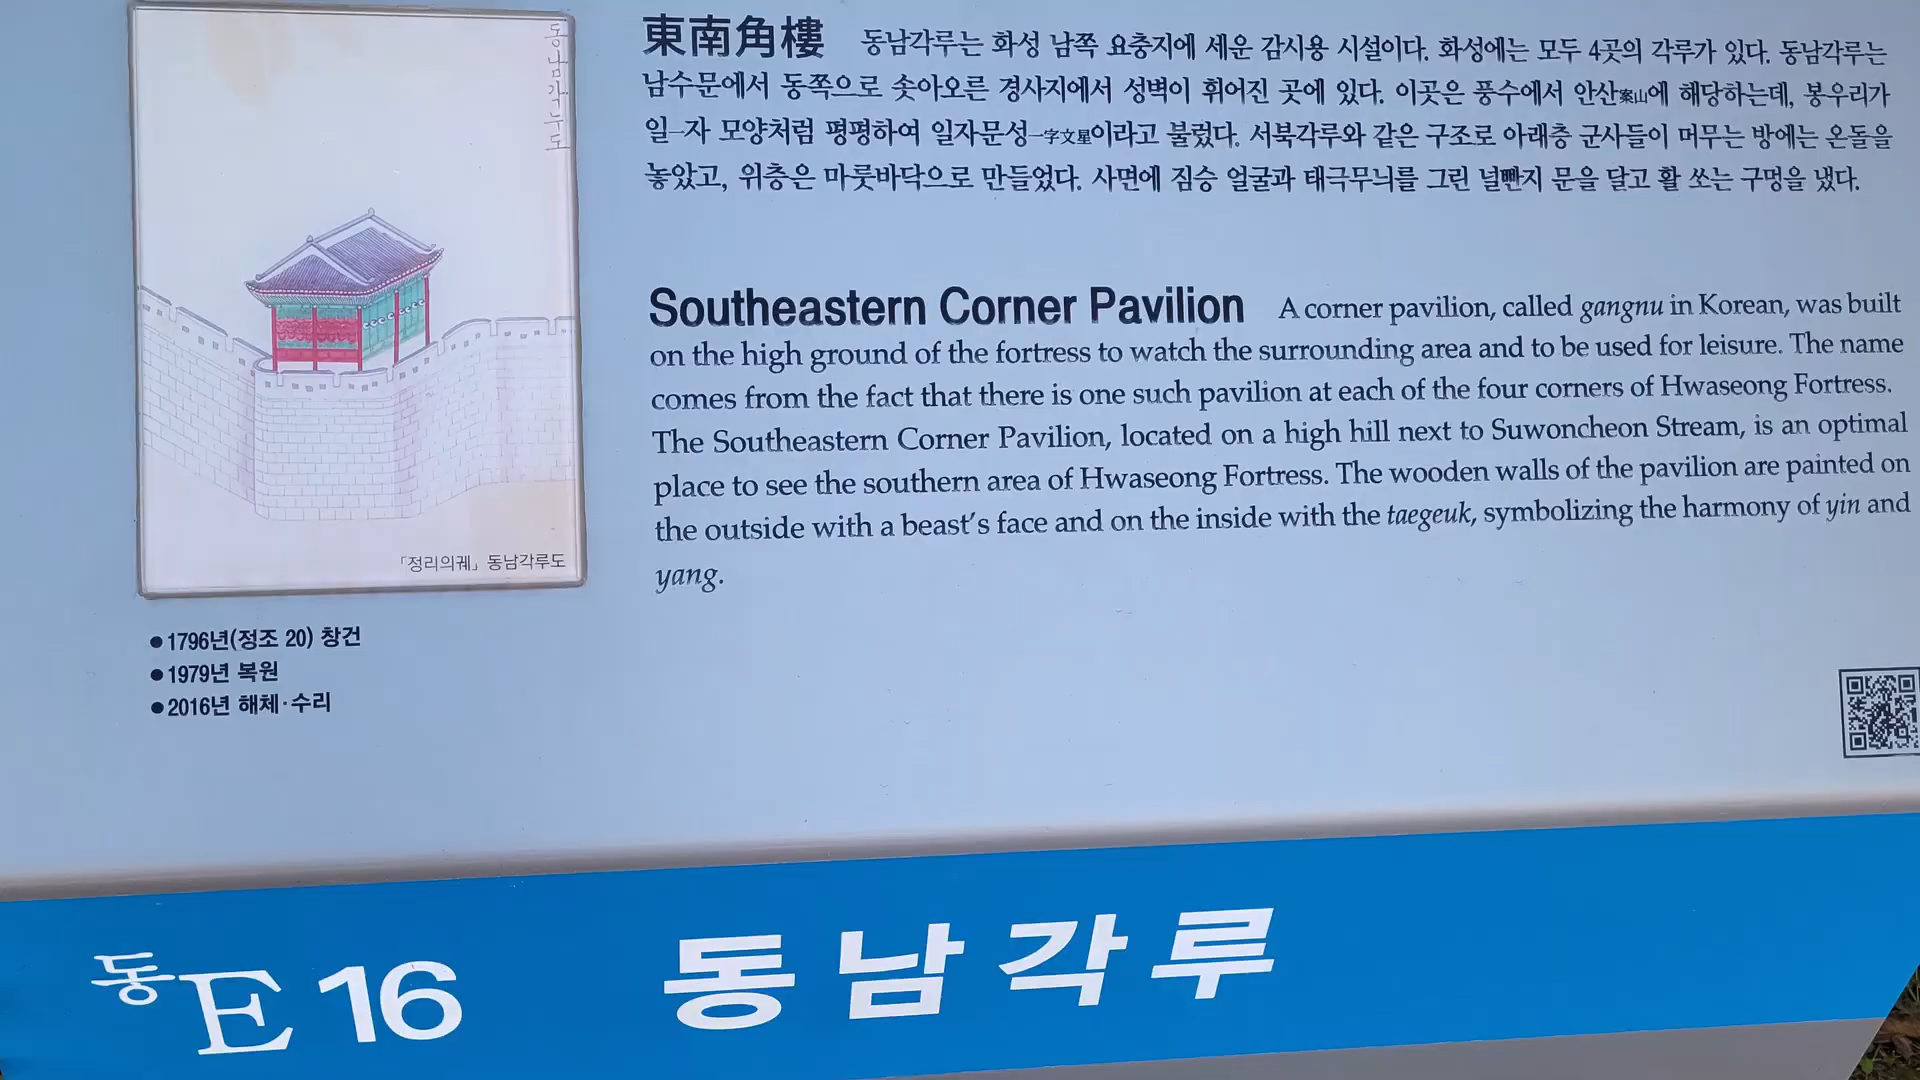 동남각누도
「정리의궤」 동남각루도
●1796년(정조 20) 창건
●1979년 복원
●2016년 해체·수리
東南角樓 동남각루는 화성 남쪽 요충지에 세운 감시용 시설이다. 화성에는 모두 4곳의 각루가 있다. 동남각루는
남수문에서 동쪽으로 솟아오른 경사지에서 성벽이 휘어진 곳에 있다. 이곳은 풍수에서 안산案山에 해당하는데, 봉우리가
일一자 모양처럼 평평하여 일자문성一字文星이라고 불렀다. 서북각루와 같은 구조로 아래층 군사들이 머무는 방에는 온돌을
놓았고, 위층은 마룻바닥으로 만들었다. 사면에 짐승 얼굴과 태극무늬를 그린 널빤지 문을 달고 활 쏘는 구멍을 냈다.
Southeastern Corner Pavilion A corner pavilion, called gangnu in Korean, was built
on the high ground of the fortress to watch the surrounding area and to be used for leisure. The name
comes from the fact that there is one such pavilion at each of the four corners of Hwaseong Fortress.
The Southeastern Corner Pavilion, located on a high hill next to Suwoncheon Stream, is an optimal
place to see the southern area of Hwaseong Fortress. The wooden walls of the pavilion are painted on
the outside with a beast's face and on the inside with the taegeuk, symbolizing the harmony of yin and
yang.
동E16 동남각루